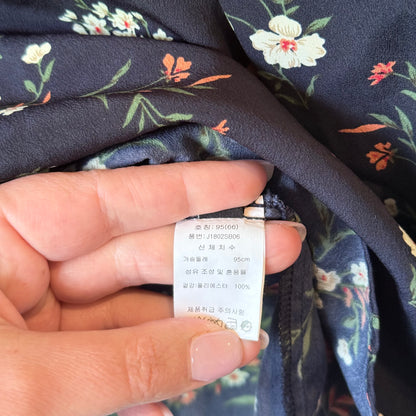 호칭: 95(66)
품번: J180ZSB06
신체치수
가슴둘레 95cm
섬유 조성 및 혼용율
겉감: 폴리에스터 100%
제품취급 주의사항